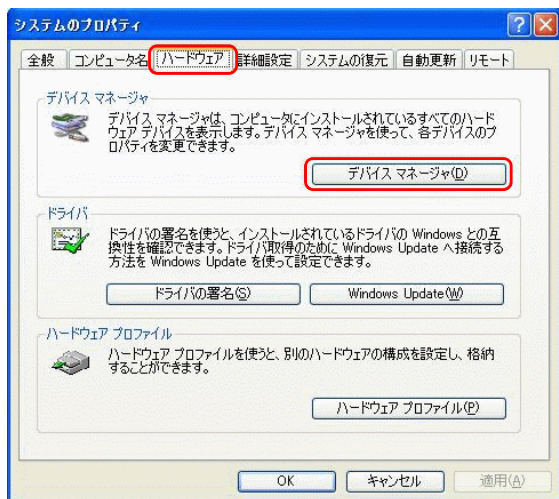 システムのプロパティ
全般 コンピュータ名 ハードウェア 詳細設定 システムの復元 自動更新 リモート
デバイス マネージャ
デバイス マネージャは、コンピュータにインストールされているすべてのハード
ウェア デバイスを表示します。デバイス マネージャを使って、各デバイスのプ
ロパティを変更できます。
デバイス マネージャ(D)
ドライバ
ドライバの署名を使うと、インストールされているドライバの Windows との互
換性を確認できます。ドライバ取得のために Windows Update へ接続する
方法を Windows Update を使って設定できます。
ドライバの署名(S) Windows Update(W)
ハードウェア プロファイル
ハードウェア プロファイルを使うと、別のハードウェアの構成を設定し、格納
することができます。
ハードウェア プロファイル(P)
OK キャンセル 適用(A)